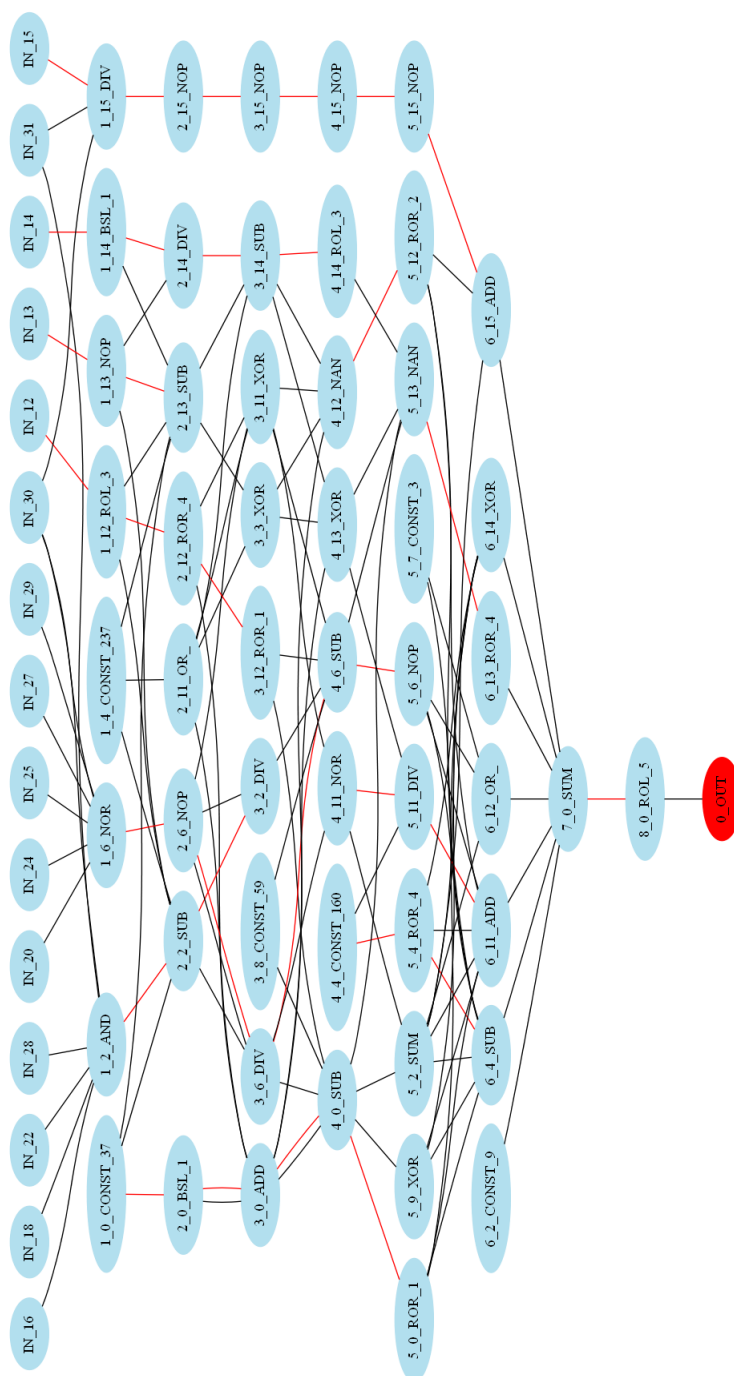 IN_15
IN_31
IN_14
IN_13
IN_12
IN_30
IN_29
IN_27
IN_25
IN_24
IN_20
IN_28
IN_22
IN_18
IN_16
1_15_DIV
1_14_BSL_1
1_13_NOP
1_12_ROL_3
1_4_CONST_237
1_6_NOR
1_2_AND
1_0_CONST_37
2_15_NOP
2_14_DIV
2_13_SUB
2_12_ROR_4
2_11_OR_
2_6_NOP
2_2_SUB
2_0_BSL_1
3_15_NOP
3_14_SUB
3_11_XOR
3_3_XOR
3_12_ROR_1
3_2_DIV
3_8_CONST_59
3_6_DIV
3_0_ADD
4_15_NOP
4_14_ROL_3
4_12_NAN
4_13_XOR
4_6_SUB
4_11_NOR
4_4_CONST_160
4_0_SUB
5_15_NOP
5_12_ROR_2
5_13_NAN
5_7_CONST_3
5_6_NOP
5_11_DIV
5_4_ROR_4
5_2_SUM
5_9_XOR
5_0_ROR_1
6_15_ADD
6_14_XOR
6_13_ROR_4
6_12_OR_
6_11_ADD
6_4_SUB
6_2_CONST_9
7_0_SUM
8_0_ROL_5
0_OUT